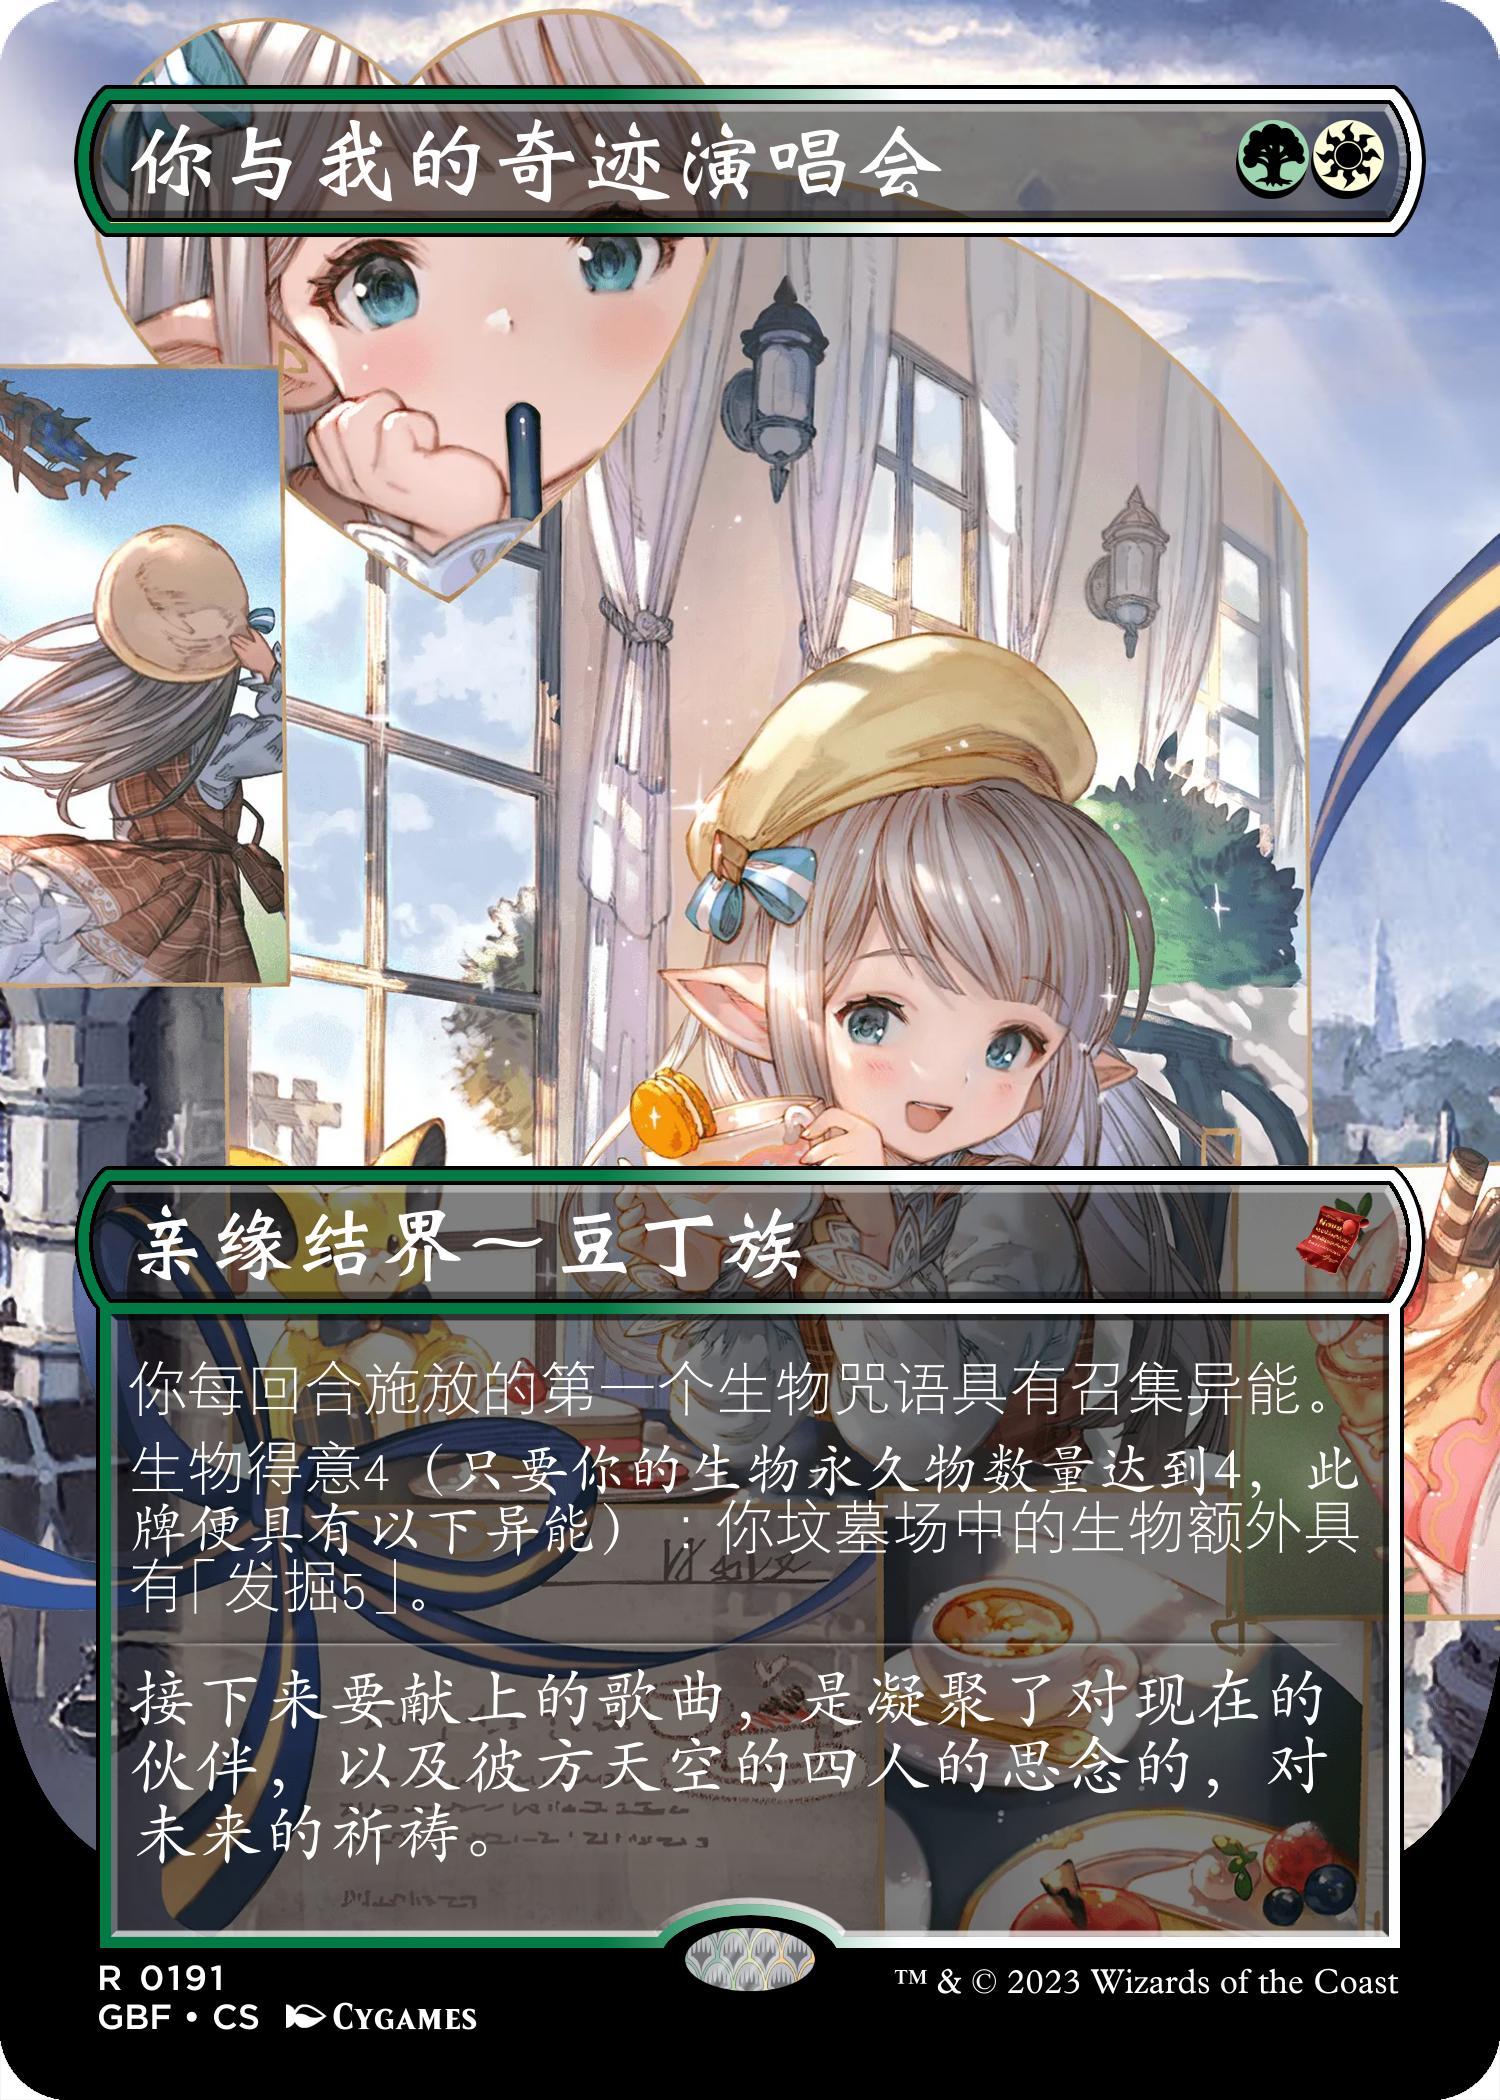 你与我的奇迹演唱会
亲缘结界～豆丁族
你每回合施放的第一个生物咒语具有召集异能。
生物得意4（只要你的生物永久物数量达到4，此
牌便具有以下异能）：你坟墓场中的生物额外具
有「发掘5」。
接下来要献上的歌曲，是凝聚了对现在的
伙伴，以及彼方天空的四人的思念的，对
未来的祈祷。
R 0191
GBF • CS CYGAMES
™ & © 2023 Wizards of the Coast